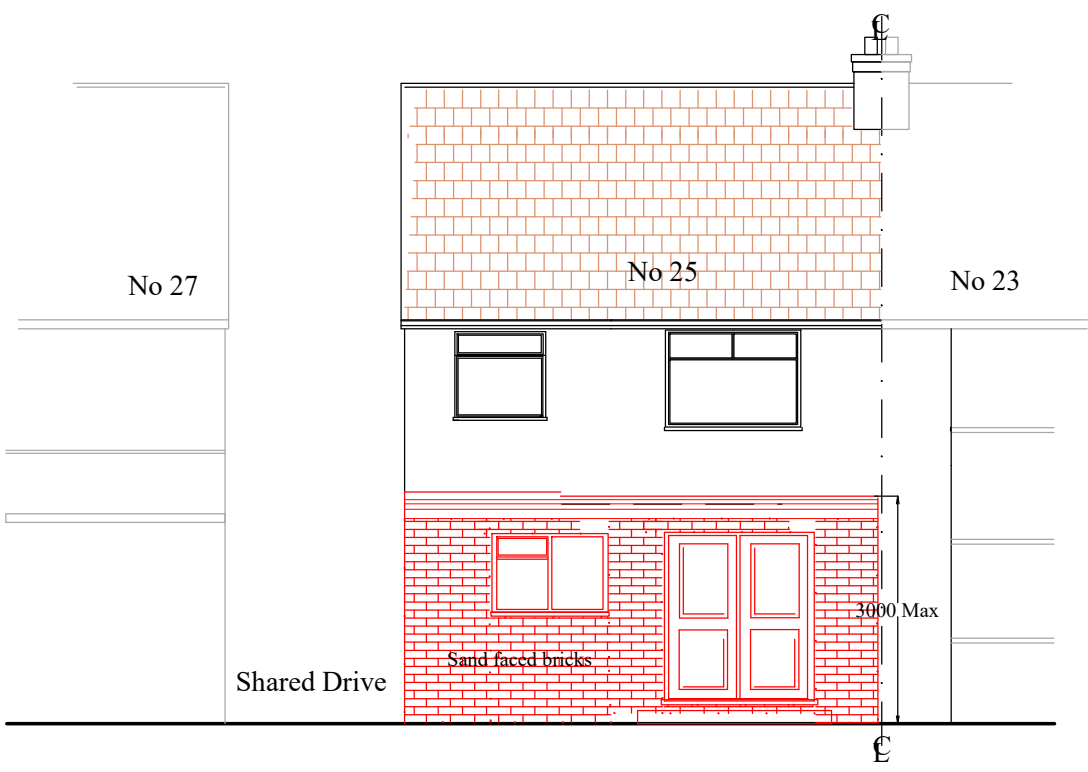 ℄
No 27
No 25
No 23
3000 Max
Sand faced bricks
Shared Drive
℄